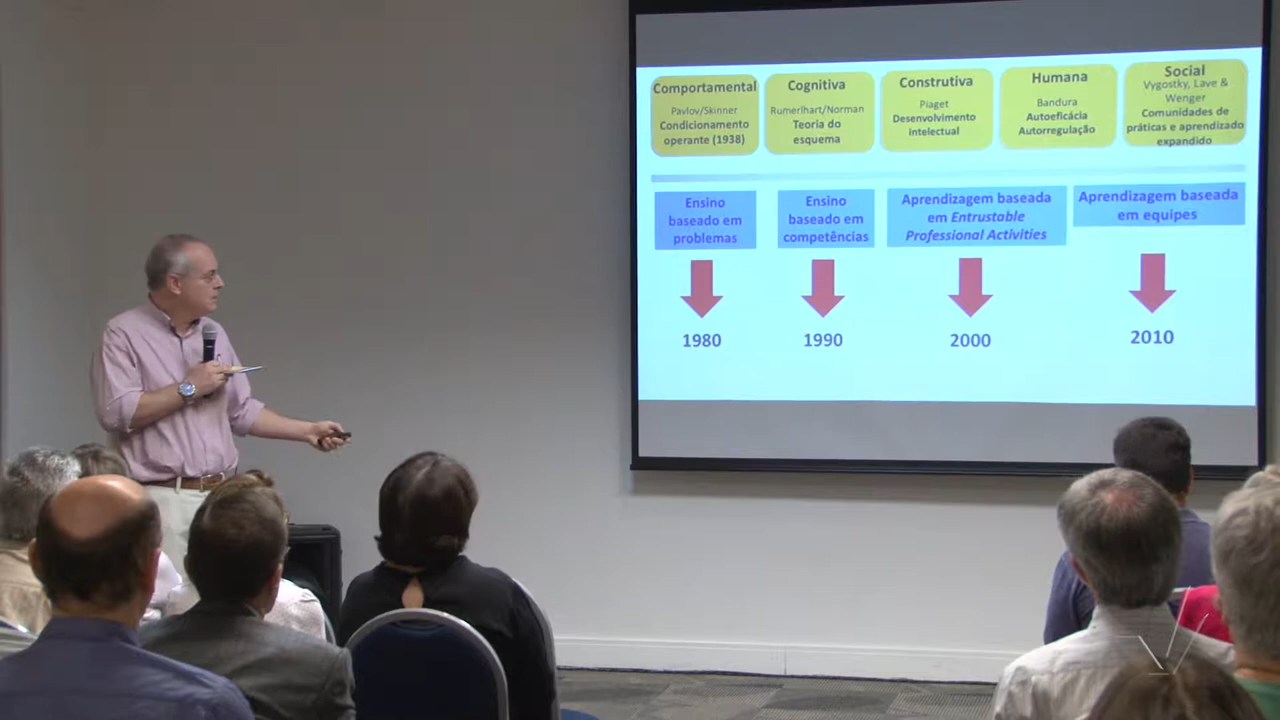 Comportamental
Pavlov/Skinner
Condicionamento
operante (1938)
Cognitiva
Rumerlhart/Norman
Teoria do
esquema
Construtiva
Piaget
Desenvolvimento
intelectual
Humana
Bandura
Autoeficácia
Autorregulação
Social
Vygostky, Lave &
Wenger
Comunidades de
práticas e aprendizado
expandido
Ensino
baseado em
problemas
Ensino
baseado em
competências
Aprendizagem baseada
em Entrustable
Professional Activities
Aprendizagem baseada
em equipes
1980
1990
2000
2010